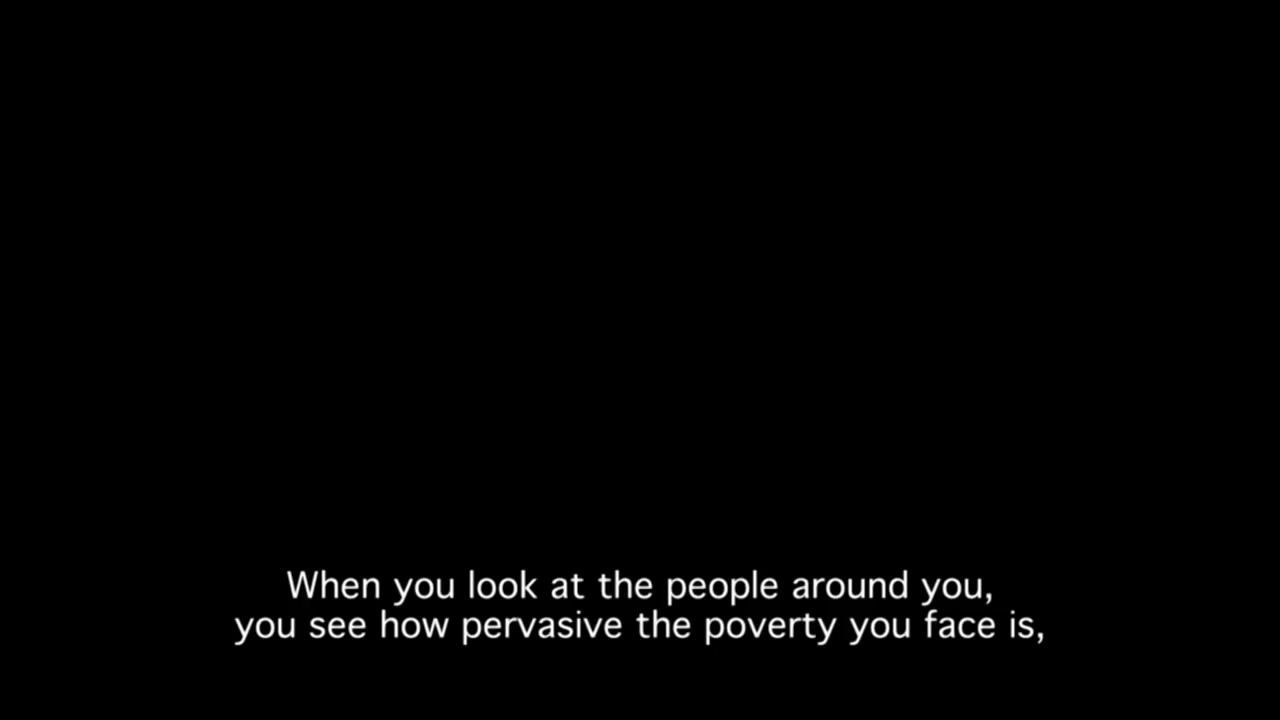 When you look at the people around you,
you see how pervasive the poverty you face is,